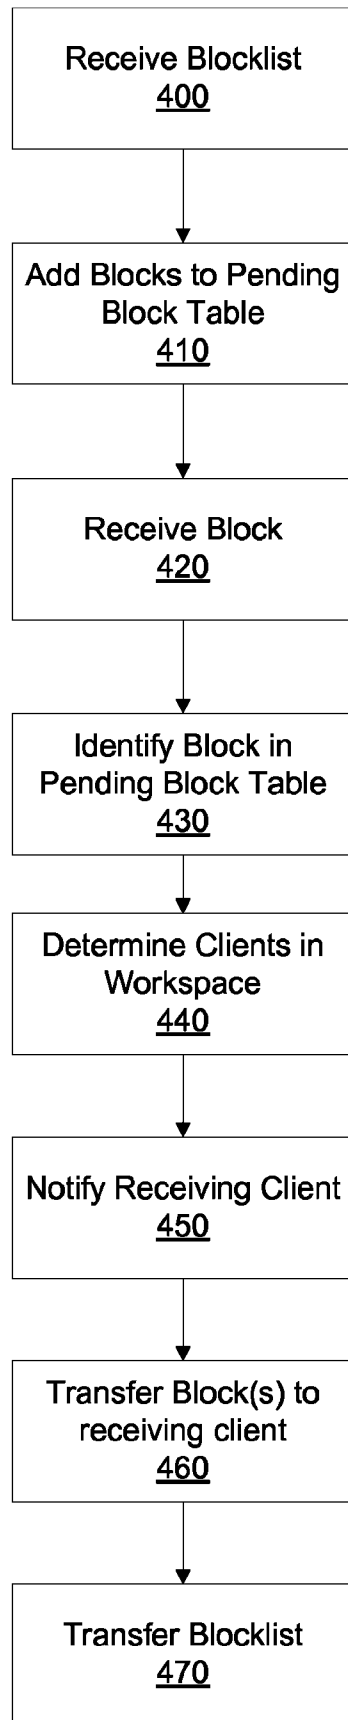 Receive Blocklist
400
Add Blocks to Pending
Block Table
410
Receive Block
420
Identify Block in
Pending Block Table
430
Determine Clients in
Workspace
440
Notify Receiving Client
450
Transfer Block(s) to
receiving client
460
Transfer Blocklist
470